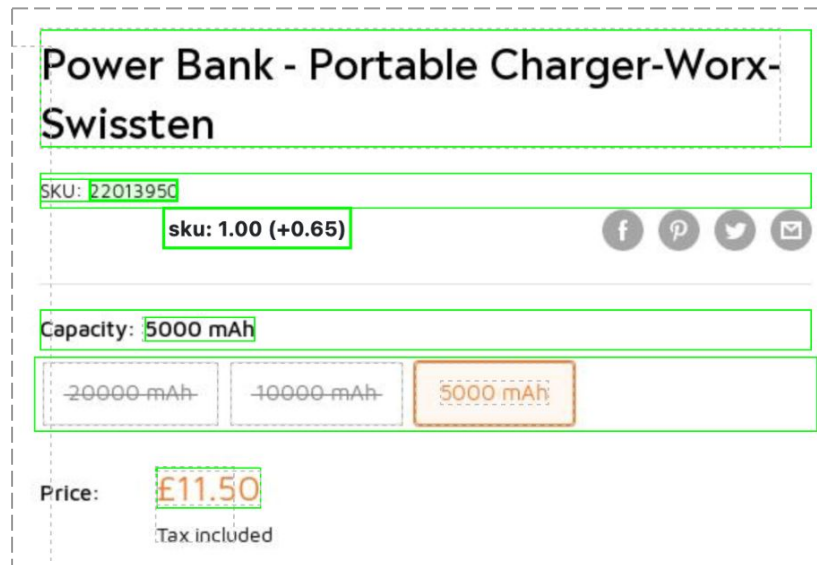 Power Bank - Portable Charger-Worx-
Swissten
SKU: 22013950
sku: 1.00 (+0.65)
Capacity: 5000 mAh
20000 mAh 10000 mAh 5000 mAh
Price: £11.50
Tax included